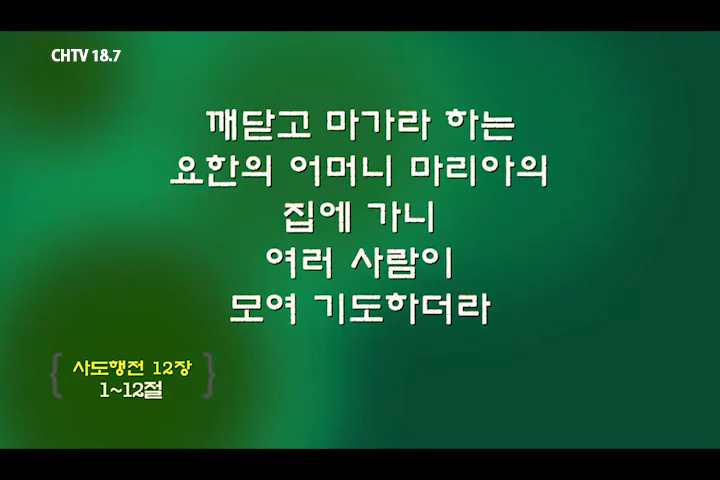 CHTV 18.7
깨닫고 마가라 하는
요한의 어머니 마리아의
집에 가니
여러 사람이
모여 기도하더라
{ 사도행전 12장
1~12절 }